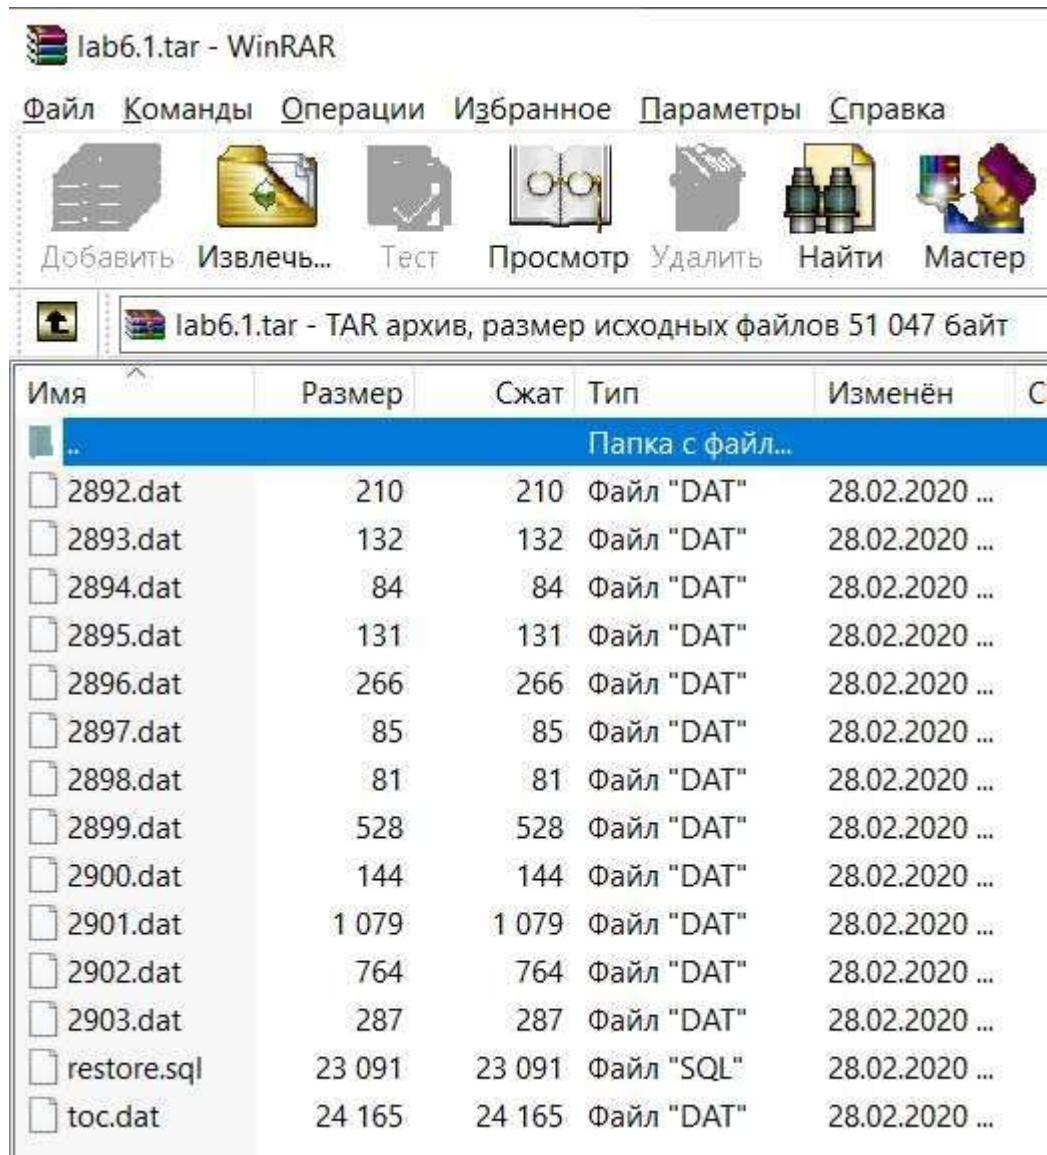 lab6.1.tar - WinRAR
Файл Команды Операции Избранное Параметры Справка
Добавить Извлечь... Тест Просмотр Удалить Найти Мастер
lab6.1.tar - TAR архив, размер исходных файлов 51 047 байт
Имя Размер Сжат Тип Изменён С
.. Папка с файл...
2892.dat 210 210 Файл "DAT" 28.02.2020 ...
2893.dat 132 132 Файл "DAT" 28.02.2020 ...
2894.dat 84 84 Файл "DAT" 28.02.2020 ...
2895.dat 131 131 Файл "DAT" 28.02.2020 ...
2896.dat 266 266 Файл "DAT" 28.02.2020 ...
2897.dat 85 85 Файл "DAT" 28.02.2020 ...
2898.dat 81 81 Файл "DAT" 28.02.2020 ...
2899.dat 528 528 Файл "DAT" 28.02.2020 ...
2900.dat 144 144 Файл "DAT" 28.02.2020 ...
2901.dat 1 079 1 079 Файл "DAT" 28.02.2020 ...
2902.dat 764 764 Файл "DAT" 28.02.2020 ...
2903.dat 287 287 Файл "DAT" 28.02.2020 ...
restore.sql 23 091 23 091 Файл "SQL" 28.02.2020 ...
toc.dat 24 165 24 165 Файл "DAT" 28.02.2020 ...